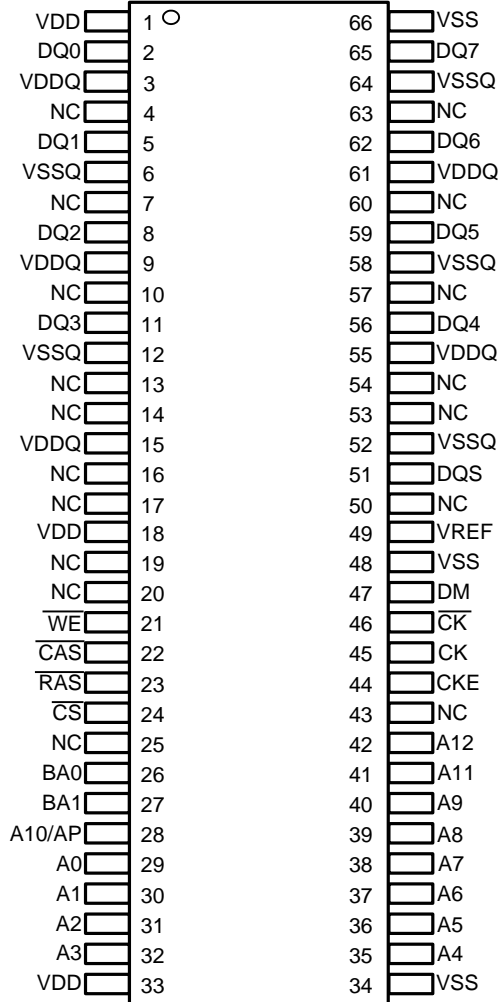 VDD 1 66 VSS
DQ0 2 65 DQ7
VDDQ 3 64 VSSQ
NC 4 63 NC
DQ1 5 62 DQ6
VSSQ 6 61 VDDQ
NC 7 60 NC
DQ2 8 59 DQ5
VDDQ 9 58 VSSQ
NC 10 57 NC
DQ3 11 56 DQ4
VSSQ 12 55 VDDQ
NC 13 54 NC
NC 14 53 NC
VDDQ 15 52 VSSQ
NC 16 51 DQS
NC 17 50 NC
VDD 18 49 VREF
NC 19 48 VSS
NC 20 47 DM
W̅E̅ 21 46 C̅K̅
C̅A̅S̅ 22 45 CK
R̅A̅S̅ 23 44 CKE
C̅S̅ 24 43 NC
NC 25 42 A12
BA0 26 41 A11
BA1 27 40 A9
A10/AP 28 39 A8
A0 29 38 A7
A1 30 37 A6
A2 31 36 A5
A3 32 35 A4
VDD 33 34 VSS